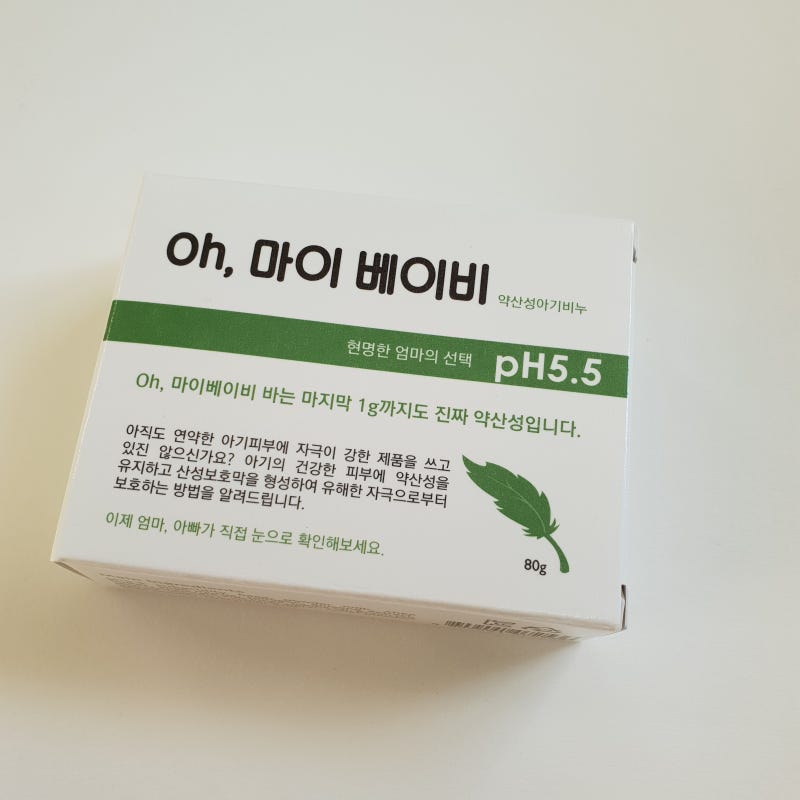 Oh, 마이 베이비 약산성아기비누
현명한 엄마의 선택 pH5.5
Oh, 마이베이비 바는 마지막 1g까지도 진짜 약산성입니다.
아직도 연약한 아기피부에 자극이 강한 제품을 쓰고
있진 않으신가요? 아기의 건강한 피부에 약산성을
유지하고 산성보호막을 형성하여 유해한 자극으로부터
보호하는 방법을 알려드립니다.
이제 엄마, 아빠가 직접 눈으로 확인해보세요.
80g